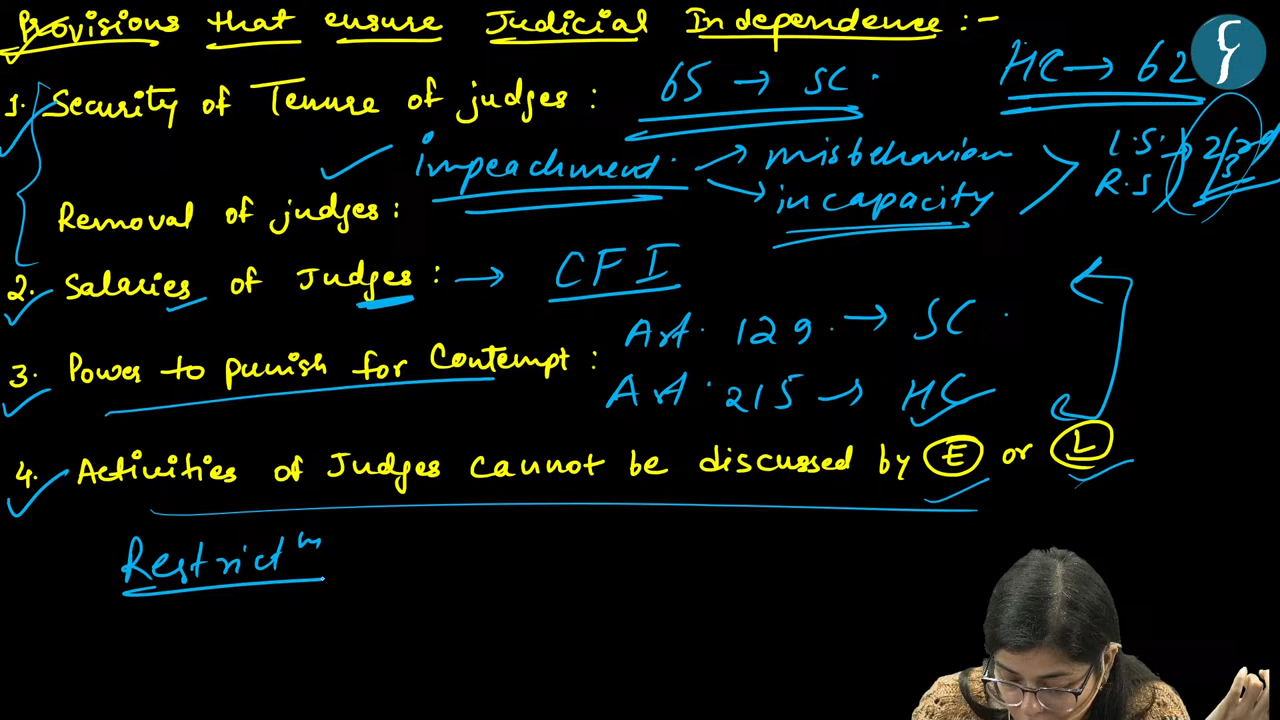 Provisions that ensure Judicial Independence :-
1. Security of Tenure of judges : 65 → SC. HC → 62
impeachment. → misbehaviour
→ incapacity
L.S.
R.S
2/3rd
Removal of judges :
2. Salaries of Judges : → CFI
3. Power to punish for Contempt : Art. 129. → SC.
Art. 215 → HC
4. Activities of Judges cannot be discussed by E or L
Restrictn